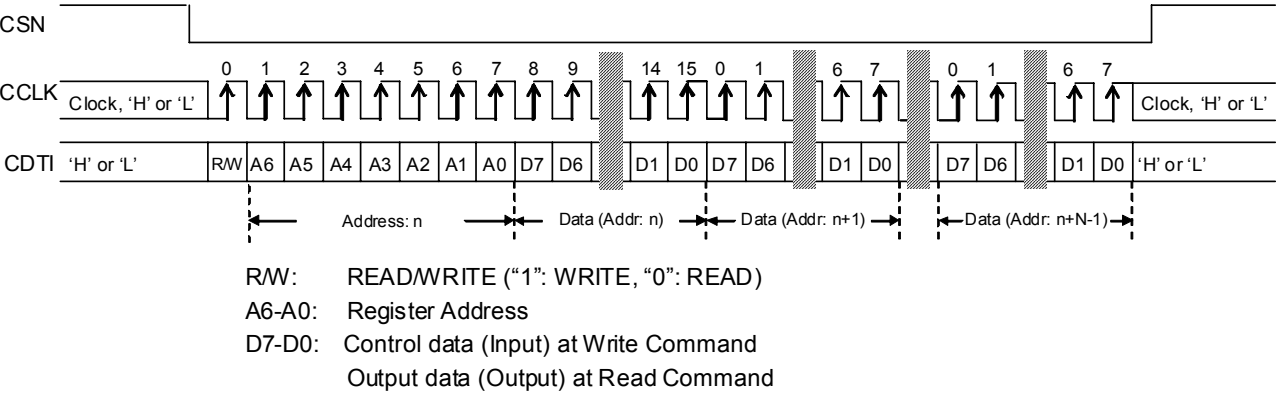 CSN
0 1 2 3 4 5 6 7 8 9 14 15 0 1 6 7 0 1 6 7
CCLK Clock, 'H' or 'L' Clock, 'H' or 'L'
CDTI 'H' or 'L' R/W A6 A5 A4 A3 A2 A1 A0 D7 D6 D1 D0 D7 D6 D1 D0 D7 D6 D1 D0 'H' or 'L'
Address: n Data (Addr: n) Data (Addr: n+1) Data (Addr: n+N-1)
R/W: READ/WRITE (“1”: WRITE, “0”: READ)
A6-A0: Register Address
D7-D0: Control data (Input) at Write Command
Output data (Output) at Read Command